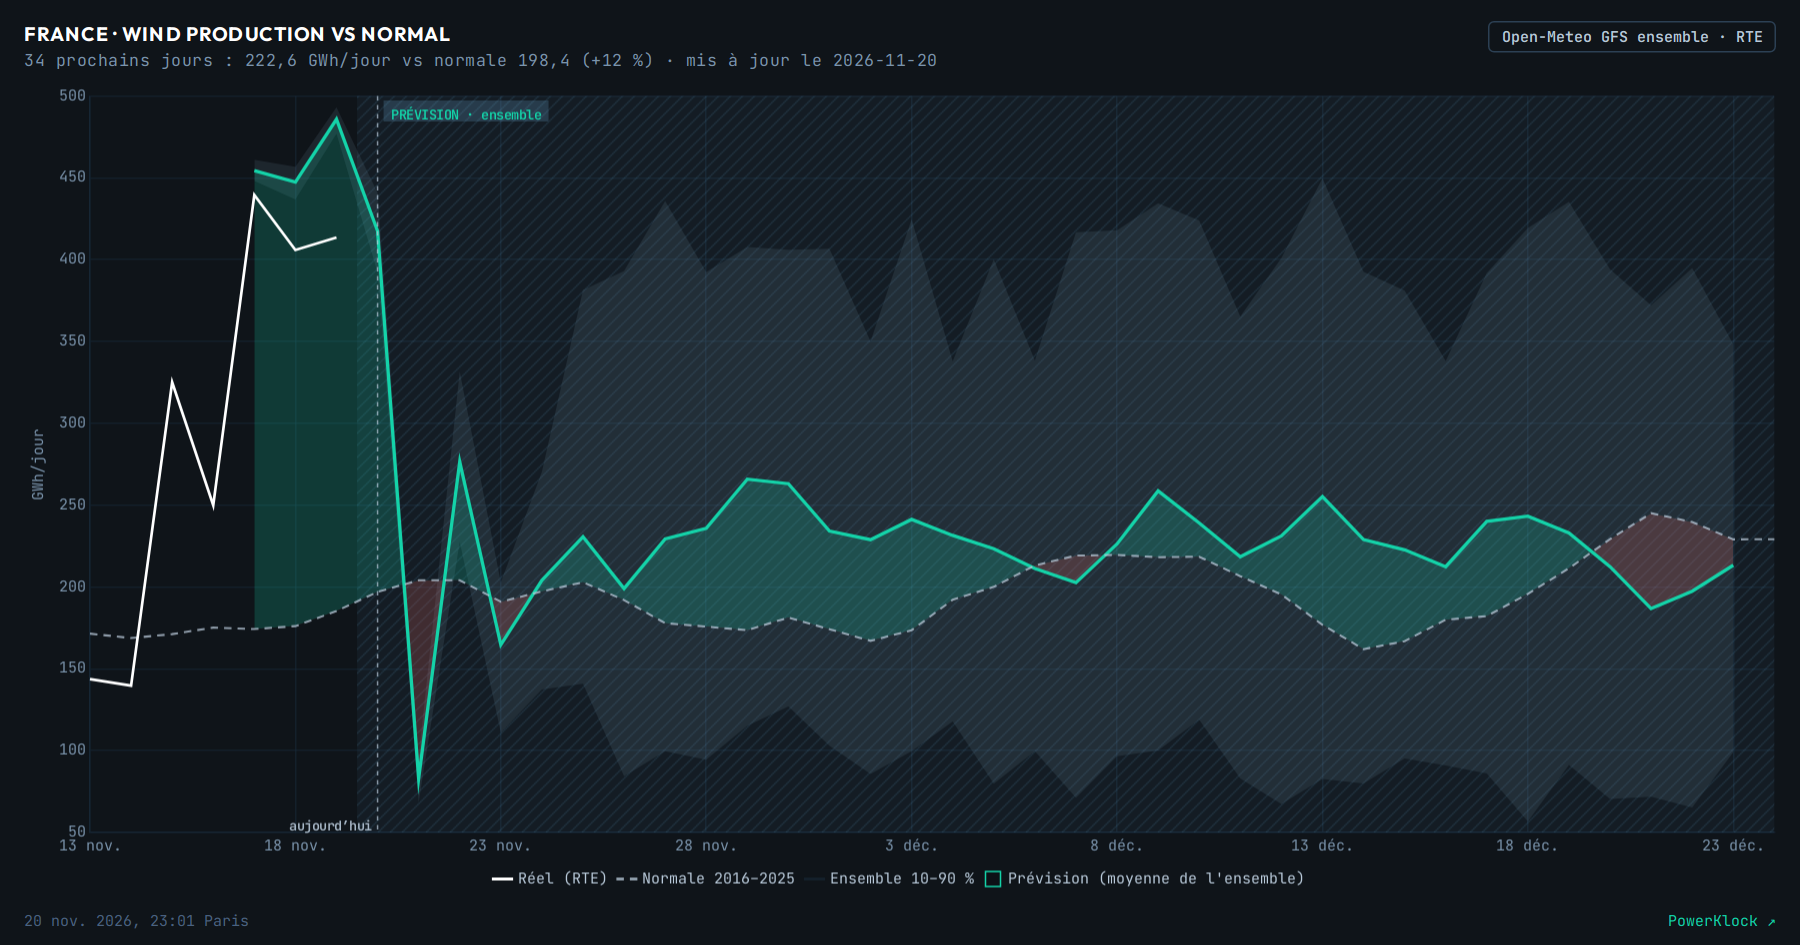 FRANCE · WIND PRODUCTION VS NORMAL
34 prochains jours : 222,6 GWh/jour vs normale 198,4 (+12 %) · mis à jour le 2026-11-20
Open-Meteo GFS ensemble · RTE
PRÉVISION · ensemble
GWh/jour
500
450
400
350
300
250
200
150
100
50
aujourd'hui
13 nov. 18 nov. 23 nov. 28 nov. 3 déc. 8 déc. 13 déc. 18 déc. 23 déc.
Réel (RTE) Normale 2016–2025 Ensemble 10–90 % Prévision (moyenne de l'ensemble)
20 nov. 2026, 23:01 Paris
PowerKlock ↗